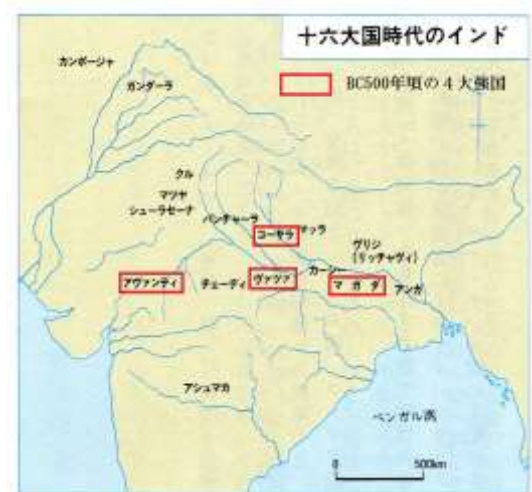 十六大国時代のインド
BC500年頃の4大強国
カンボージャ
ガンダーラ
クル
マツヤ
シューラセーナ
パンチャーラ
コーサラ
マッラ
ヴリジ
(リッチャヴィ)
アヴァンティ
チェーディ
ヴァツァ
カーシー
マガダ
アンガ
アシュマカ
ベンガル湾
0
500km